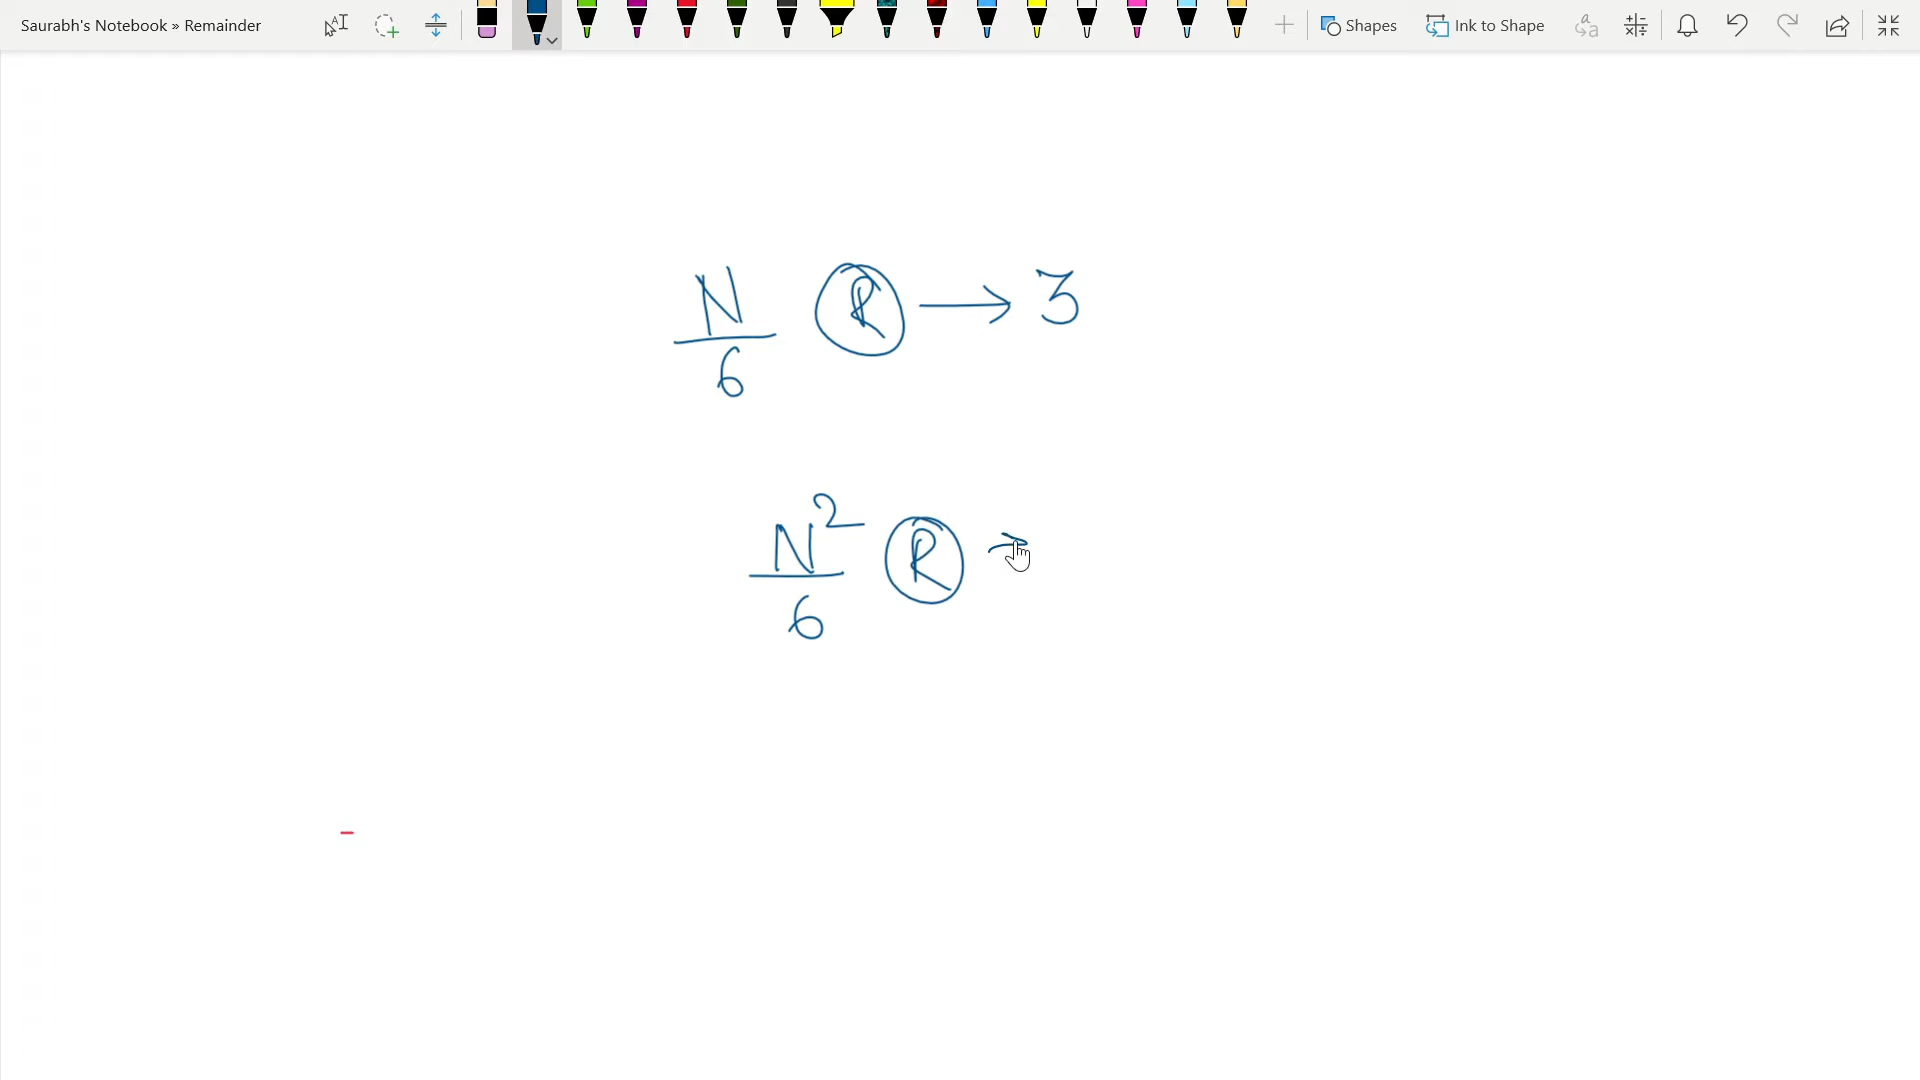 Saurabh's Notebook » Remainder
Shapes
Ink to Shape
N R → 3
6
N² R
6